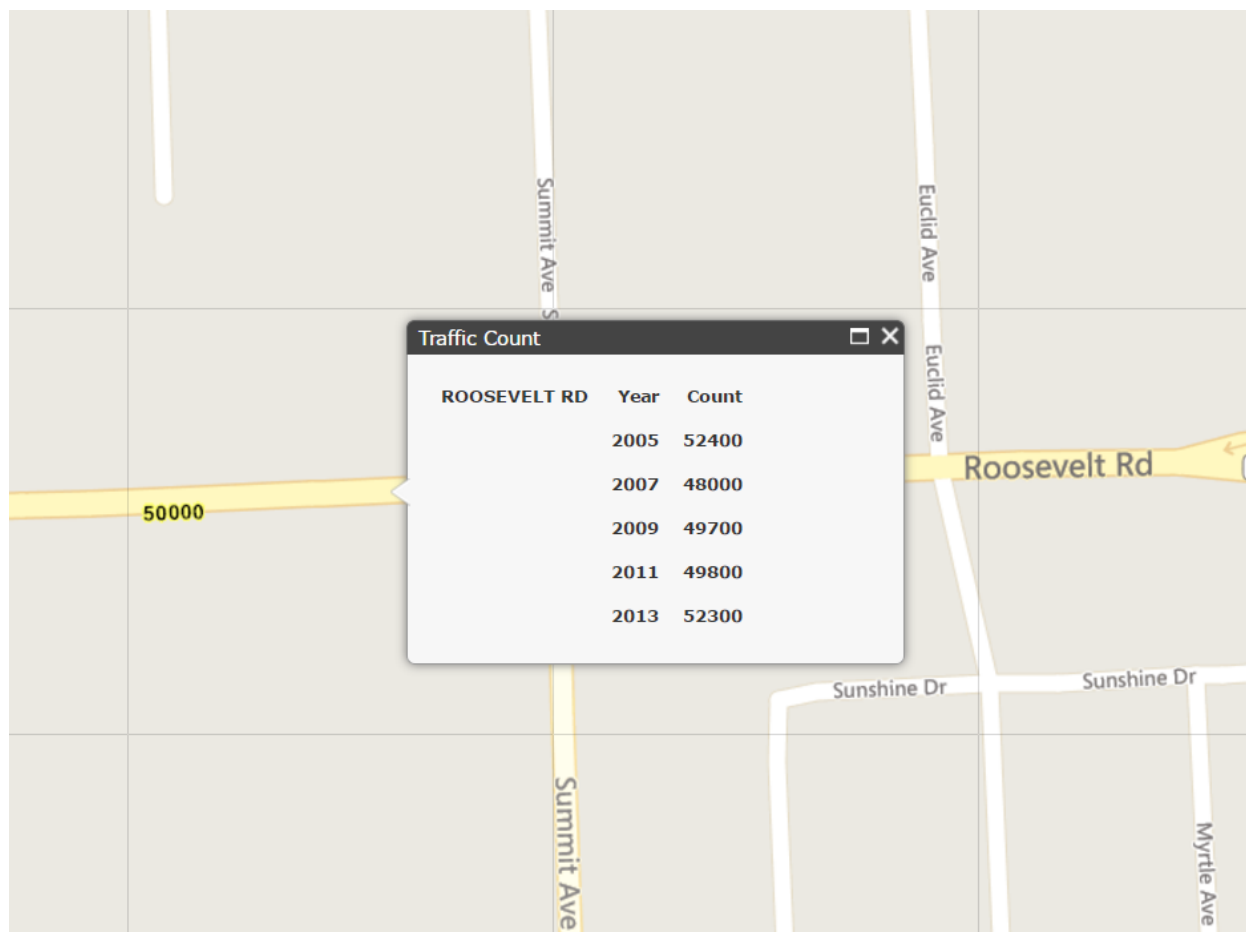 Summit Ave
S
Euclid Ave
Traffic Count
Euclid Ave
ROOSEVELT RD Year Count
2005 52400
2007 48000
2009 49700
2011 49800
2013 52300
Roosevelt Rd
50000
Sunshine Dr
Sunshine Dr
Summit Ave
Myrtle Ave